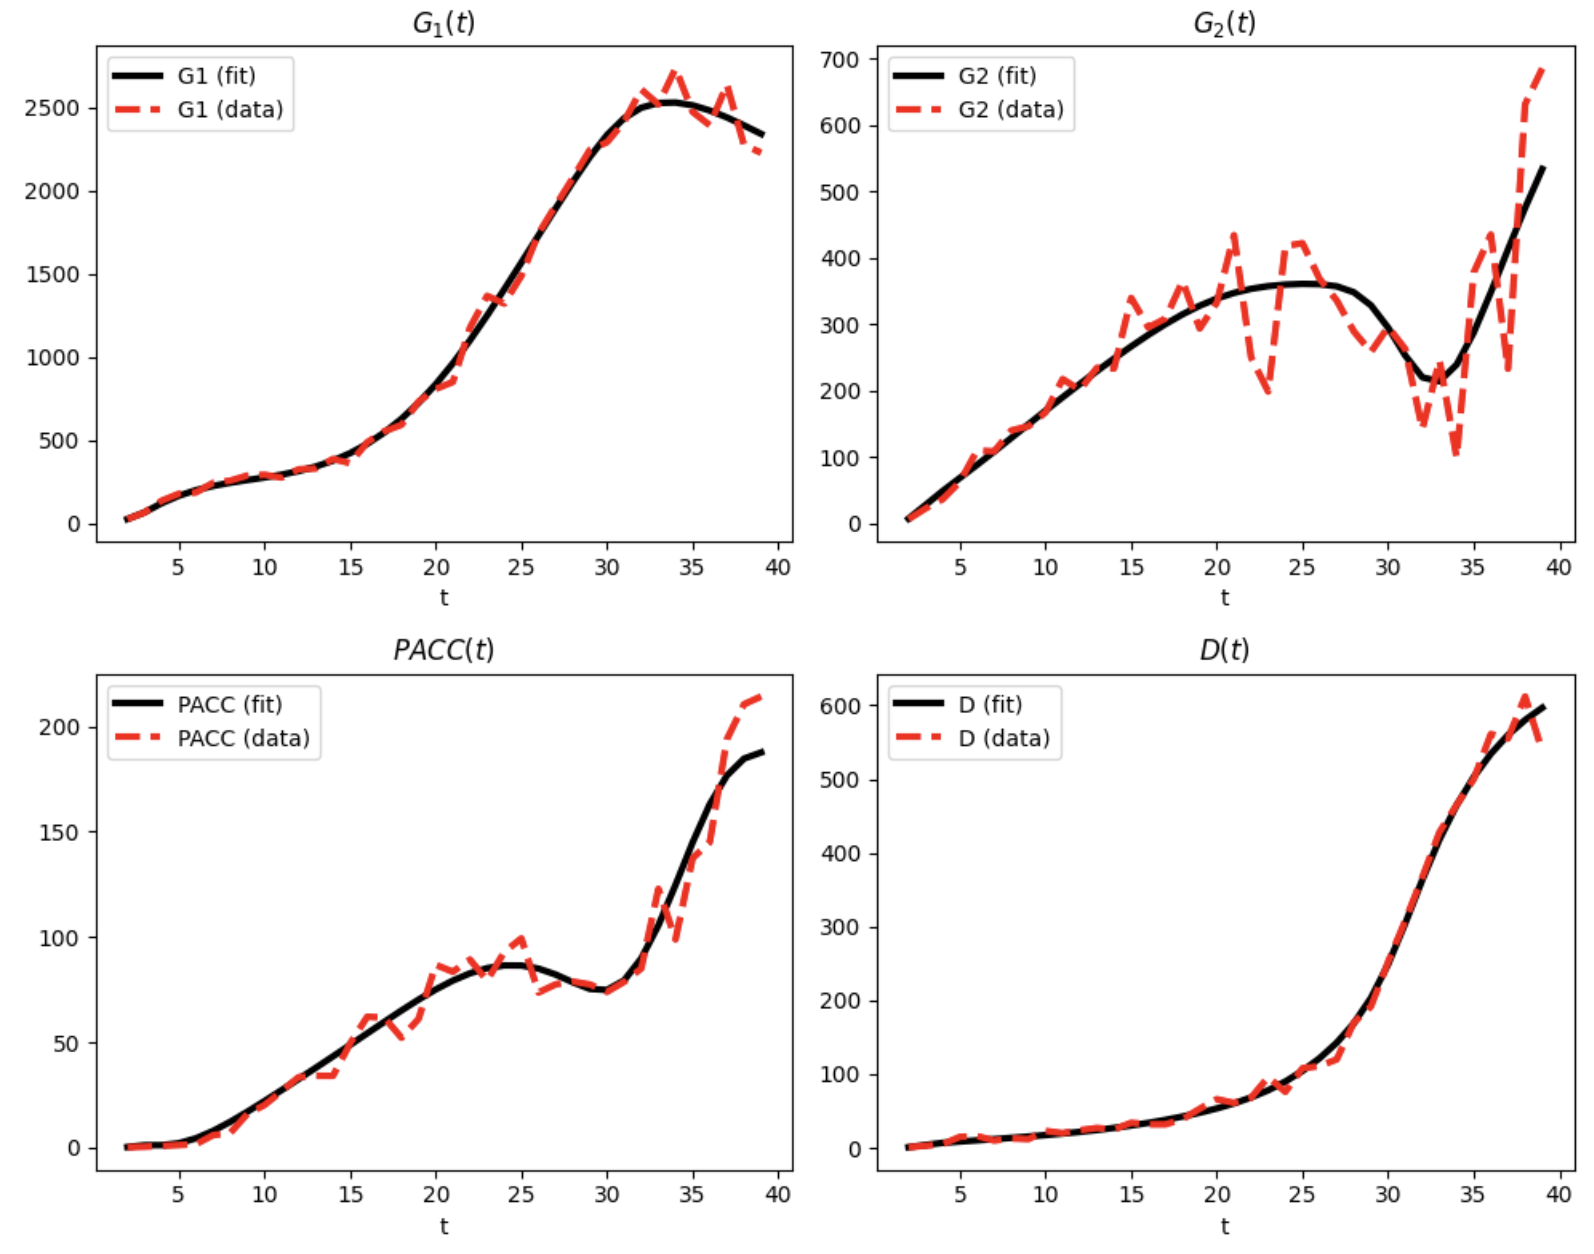 G₁(t)
G1 (fit)
G1 (data)
2500
2000
1500
1000
500
0
5 10 15 20 25 30 35 40
t
G₂(t)
G2 (fit)
G2 (data)
700
600
500
400
300
200
100
0
5 10 15 20 25 30 35 40
t
PACC(t)
PACC (fit)
PACC (data)
200
150
100
50
0
5 10 15 20 25 30 35 40
t
D(t)
D (fit)
D (data)
600
500
400
300
200
100
0
5 10 15 20 25 30 35 40
t